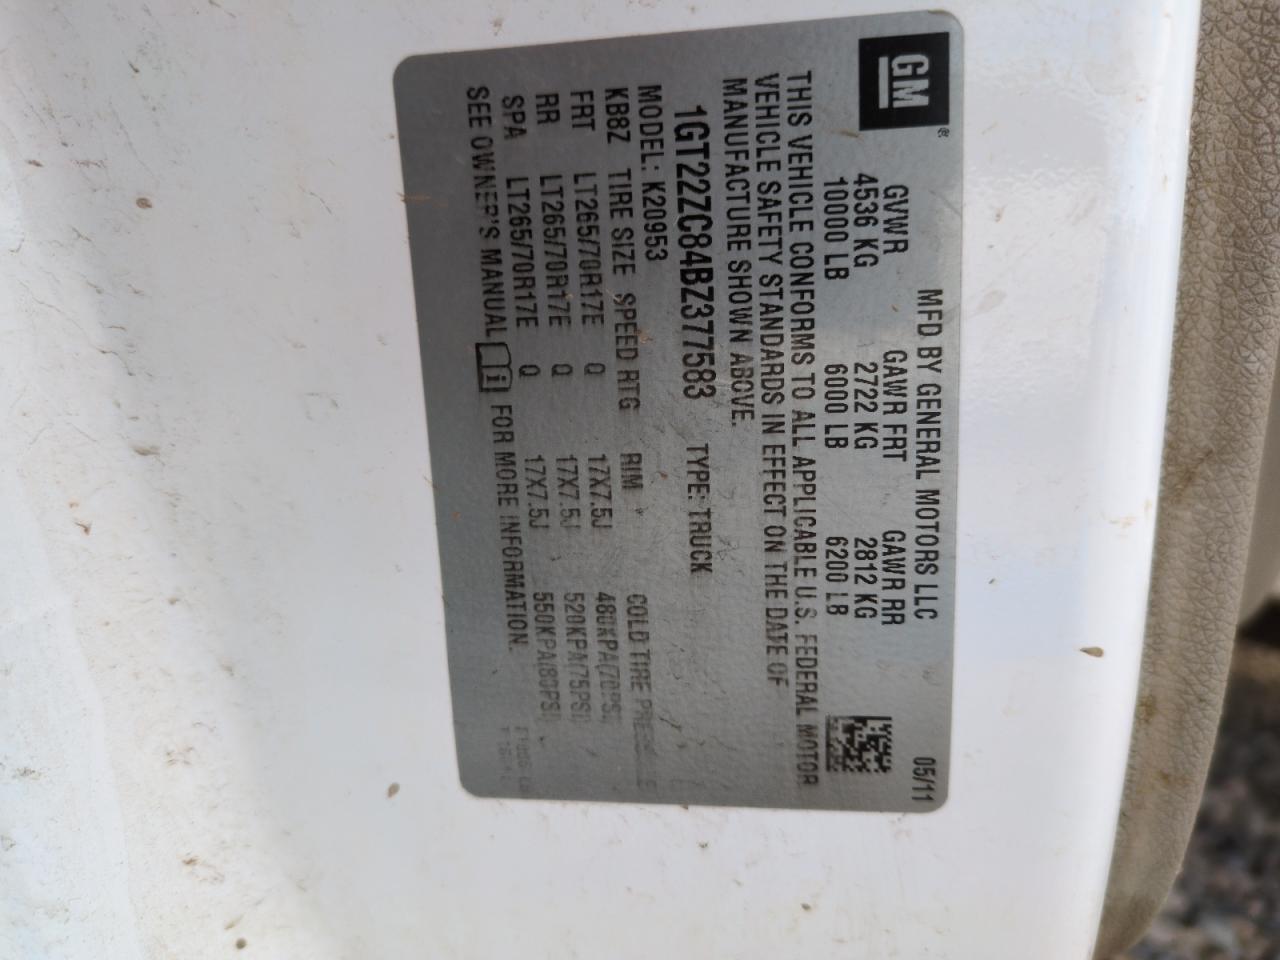 GM®
MFD BY GENERAL MOTORS LLC 05/11
GVWR GAWR FRT GAWR RR
4536 KG 2722 KG 2812 KG
10000 LB 6000 LB 6200 LB
THIS VEHICLE CONFORMS TO ALL APPLICABLE U.S. FEDERAL MOTOR
VEHICLE SAFETY STANDARDS IN EFFECT ON THE DATE OF
MANUFACTURE SHOWN ABOVE.
1GT22ZC84BZ377583 TYPE: TRUCK
MODEL: K20953
KB8Z TIRE SIZE SPEED RTG RIM COLD TIRE PRESSURE
FRT LT265/70R17E Q 17X7.5J 480KPA(70PSI)
RR LT265/70R17E Q 17X7.5J 520KPA(75PSI)
SPA LT265/70R17E Q 17X7.5J 550KPA(80PSI)
SEE OWNER'S MANUAL i FOR MORE INFORMATION.